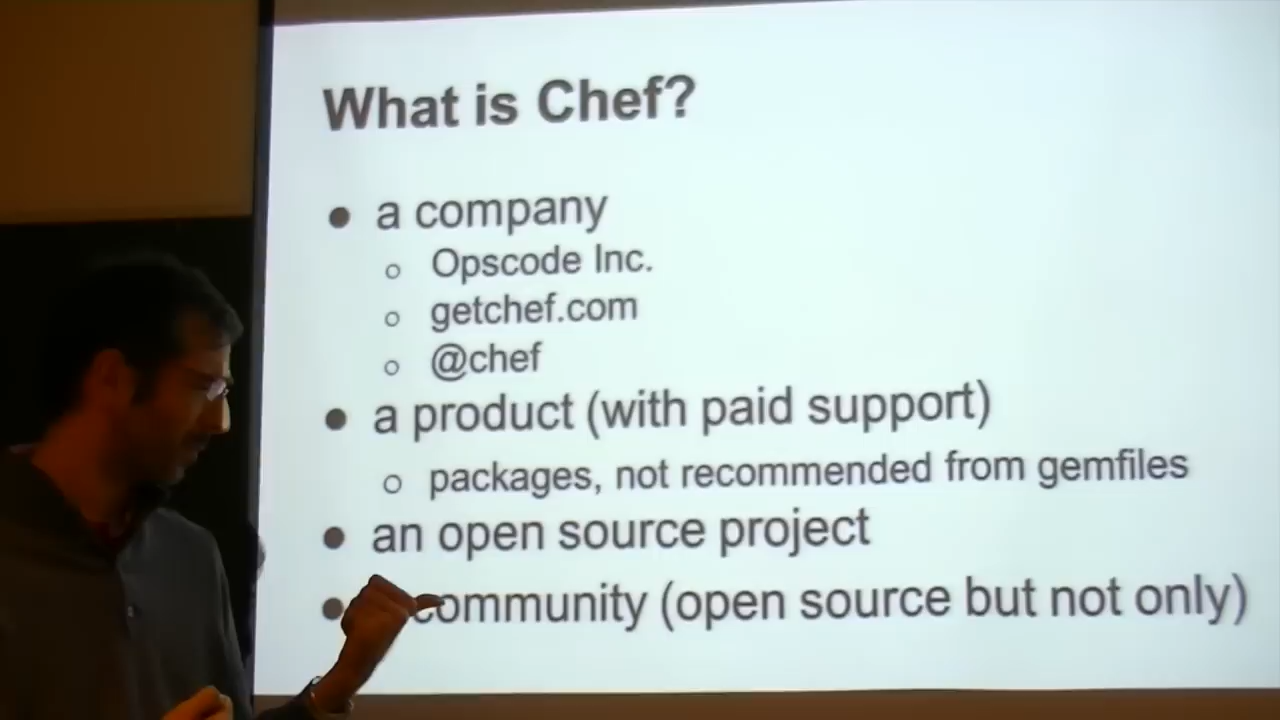 What is Chef?
● a company
○ Opscode Inc.
○ getchef.com
○ @chef
● a product (with paid support)
○ packages, not recommended from gemfiles
● an open source project
● community (open source but not only)